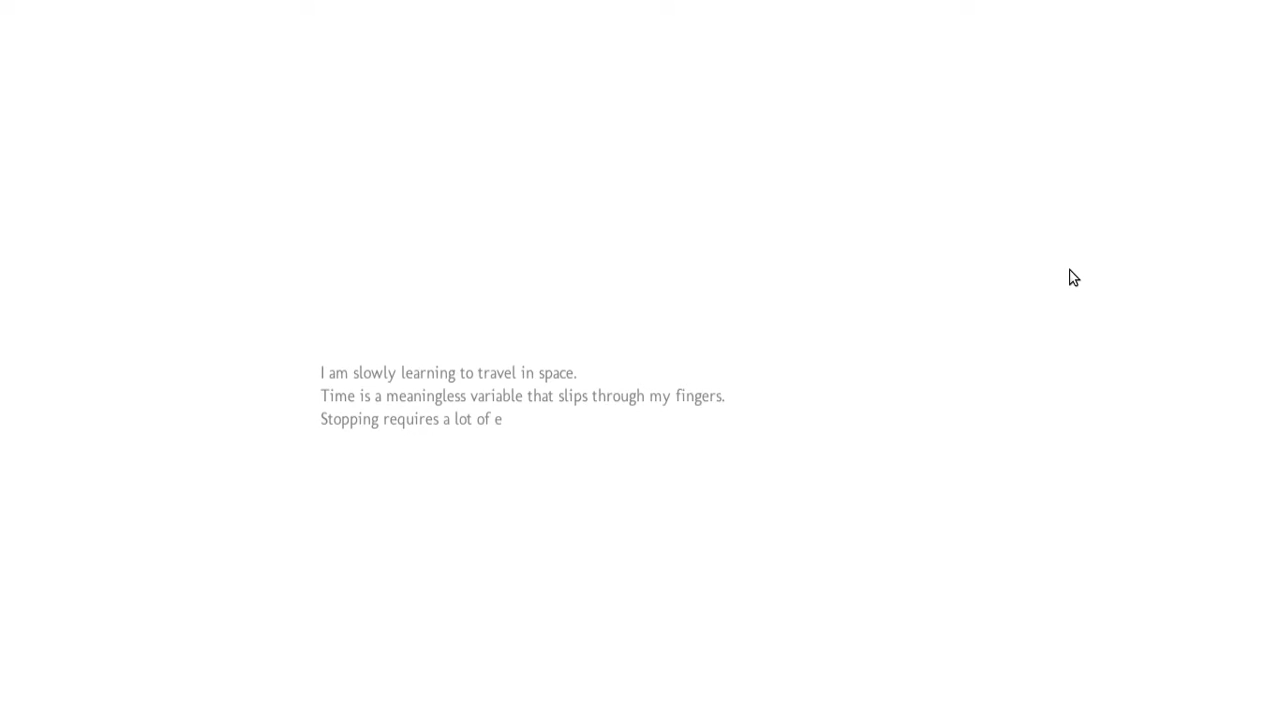 I am slowly learning to travel in space.
Time is a meaningless variable that slips through my fingers.
Stopping requires a lot of e